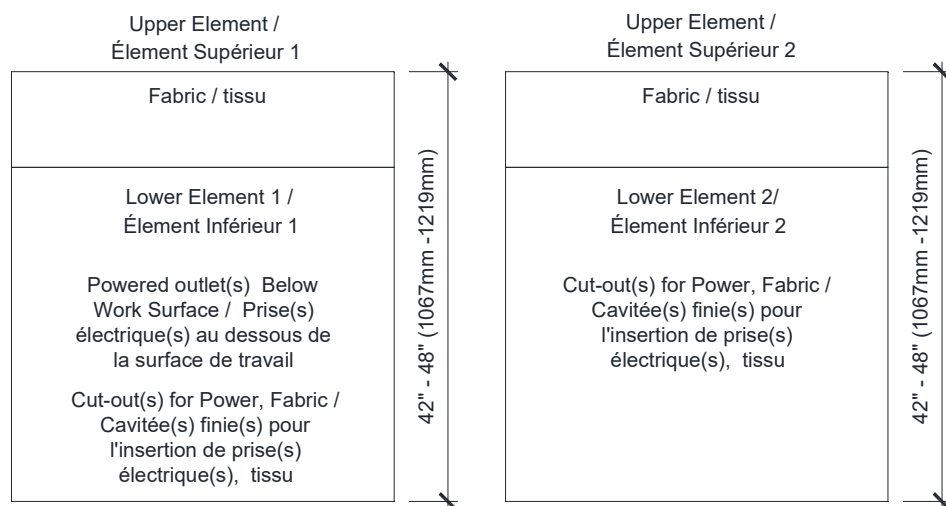 Upper Element /
Élement Supérieur 1
Fabric / tissu
Lower Element 1 /
Élement Inférieur 1
Powered outlet(s) Below
Work Surface / Prise(s)
électrique(s) au dessous de
la surface de travail
Cut-out(s) for Power, Fabric /
Cavitée(s) finie(s) pour
l'insertion de prise(s)
électrique(s), tissu
42" - 48" (1067mm -1219mm)
Upper Element /
Élement Supérieur 2
Fabric / tissu
Lower Element 2/
Élement Inférieur 2
Cut-out(s) for Power, Fabric /
Cavitée(s) finie(s) pour
l'insertion de prise(s)
électrique(s), tissu
42" - 48" (1067mm -1219mm)